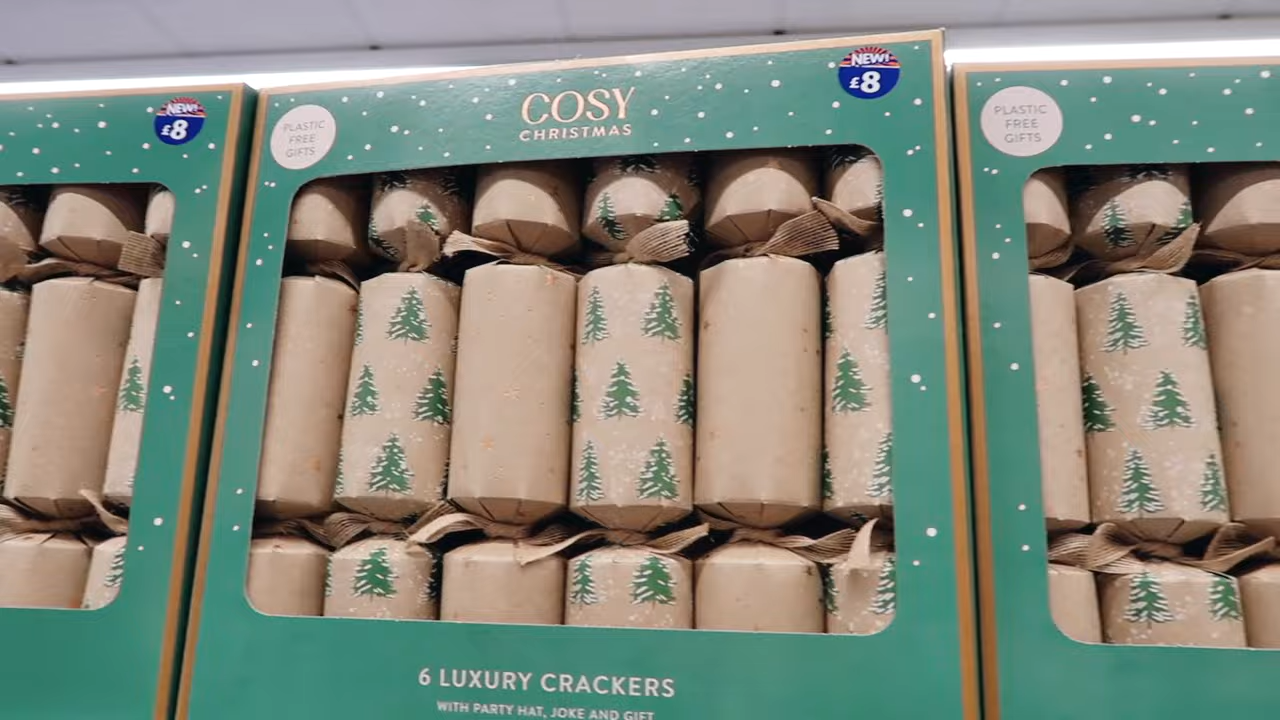 NEW!
£8
PLASTIC
FREE
GIFTS
COSY
CHRISTMAS
NEW!
£8
PLASTIC
FREE
GIFTS
6 LUXURY CRACKERS
WITH PARTY HAT, JOKE AND GIFT